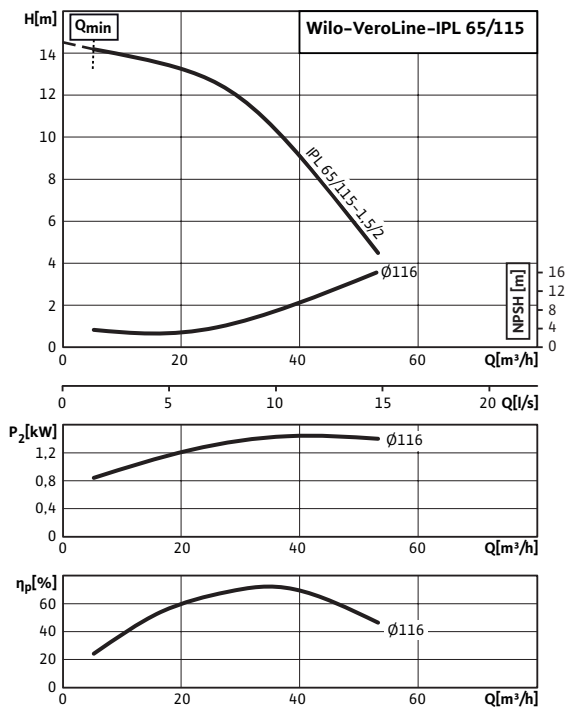 H[m]
Qmin
Wilo-VeroLine-IPL 65/115
14
12
10
8
6
4
2
0
IPL 65/115-1,5/2
Ø116
NPSH [m]
16
12
8
4
0
0 20 40 60 Q[m³/h]
0 5 10 15 20 Q[l/s]
P2[kW]
1,2
0,8
0,4
0
Ø116
0 20 40 60 Q[m³/h]
ηp[%]
60
40
20
0
Ø116
0 20 40 60 Q[m³/h]